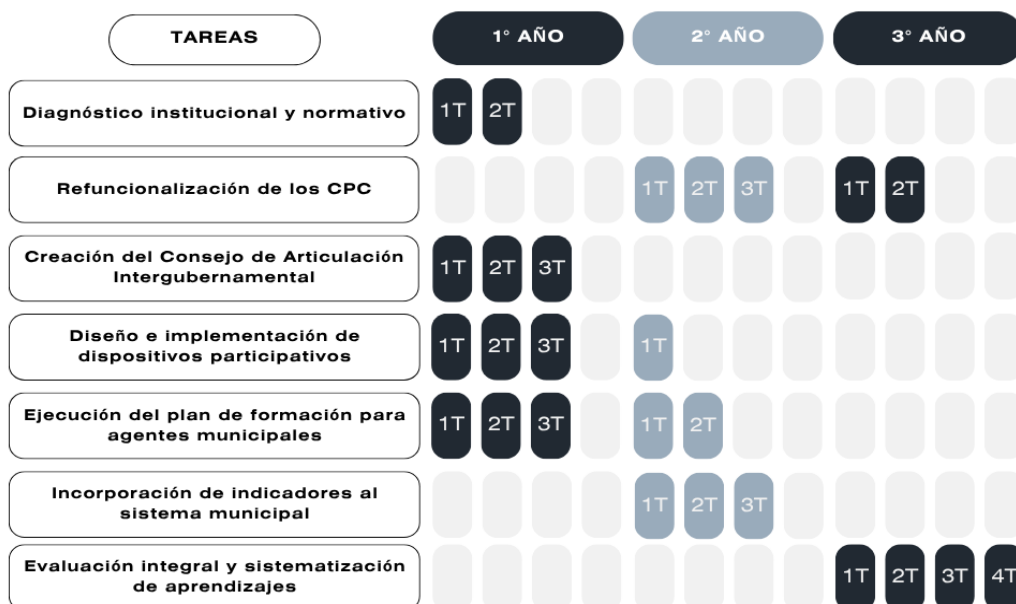 TAREAS 1° AÑO 2° AÑO 3° AÑO
Diagnóstico institucional y normativo 1T 2T
Refuncionalización de los CPC 1T 2T 3T 1T 2T
Creación del Consejo de Articulación
Intergubernamental 1T 2T 3T
Diseño e implementación de
dispositivos participativos 1T 2T 3T 1T
Ejecución del plan de formación para
agentes municipales 1T 2T 3T 1T 2T
Incorporación de indicadores al
sistema municipal 1T 2T 3T
Evaluación integral y sistematización
de aprendizajes 1T 2T 3T 4T